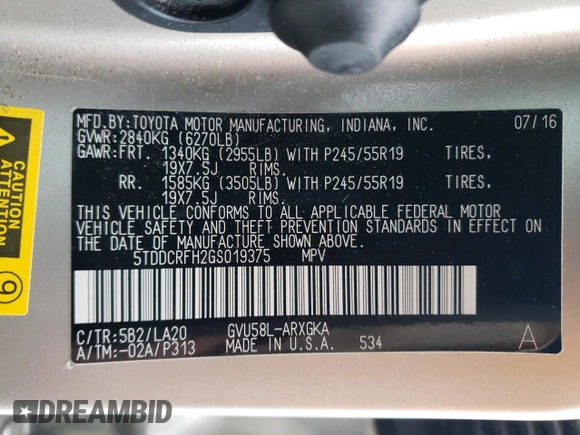 MFD.BY:TOYOTA MOTOR MANUFACTURING, INDIANA, INC. 07/16
GVWR:2840KG (6270LB)
GAWR:FRT. 1340KG (2955LB) WITH P245/55R19 TIRES,
19X7.5J RIMS.
RR. 1585KG (3505LB) WITH P245/55R19 TIRES,
19X7.5J RIMS.
THIS VEHICLE CONFORMS TO ALL APPLICABLE FEDERAL MOTOR
VEHICLE SAFETY AND THEFT PREVENTION STANDARDS IN EFFECT ON
THE DATE OF MANUFACTURE SHOWN ABOVE.
5TDDCRFH2GS019375 MPV
C/TR:5B2/LA20 GVU58L-ARXGKA
A/TM:-02A/P313 MADE IN U.S.A. 534
A
CAUTION
ATTENTION
9
DREAMBID